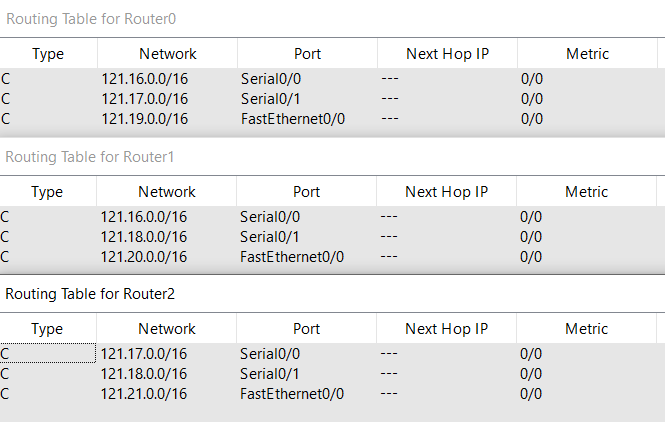 Routing Table for Router0
Type Network Port Next Hop IP Metric
C 121.16.0.0/16 Serial0/0 --- 0/0
C 121.17.0.0/16 Serial0/1 --- 0/0
C 121.19.0.0/16 FastEthernet0/0 --- 0/0
Routing Table for Router1
Type Network Port Next Hop IP Metric
C 121.16.0.0/16 Serial0/0 --- 0/0
C 121.18.0.0/16 Serial0/1 --- 0/0
C 121.20.0.0/16 FastEthernet0/0 --- 0/0
Routing Table for Router2
Type Network Port Next Hop IP Metric
C 121.17.0.0/16 Serial0/0 --- 0/0
C 121.18.0.0/16 Serial0/1 --- 0/0
C 121.21.0.0/16 FastEthernet0/0 --- 0/0